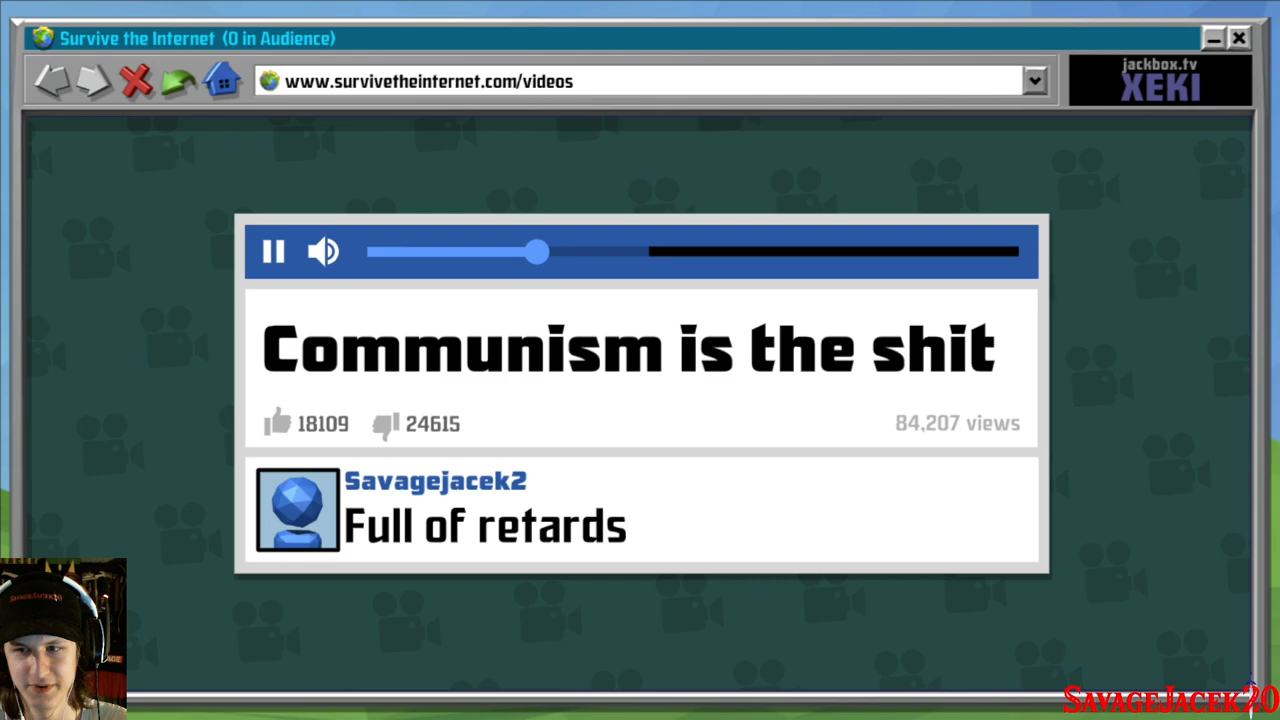 Survive the Internet (0 in Audience)
www.survivetheinternet.com/videos
jackbox.tv
XEKI
Communism is the shit
18109
24615
84,207 views
Savagejacek2
Full of retards
SavageJacek20